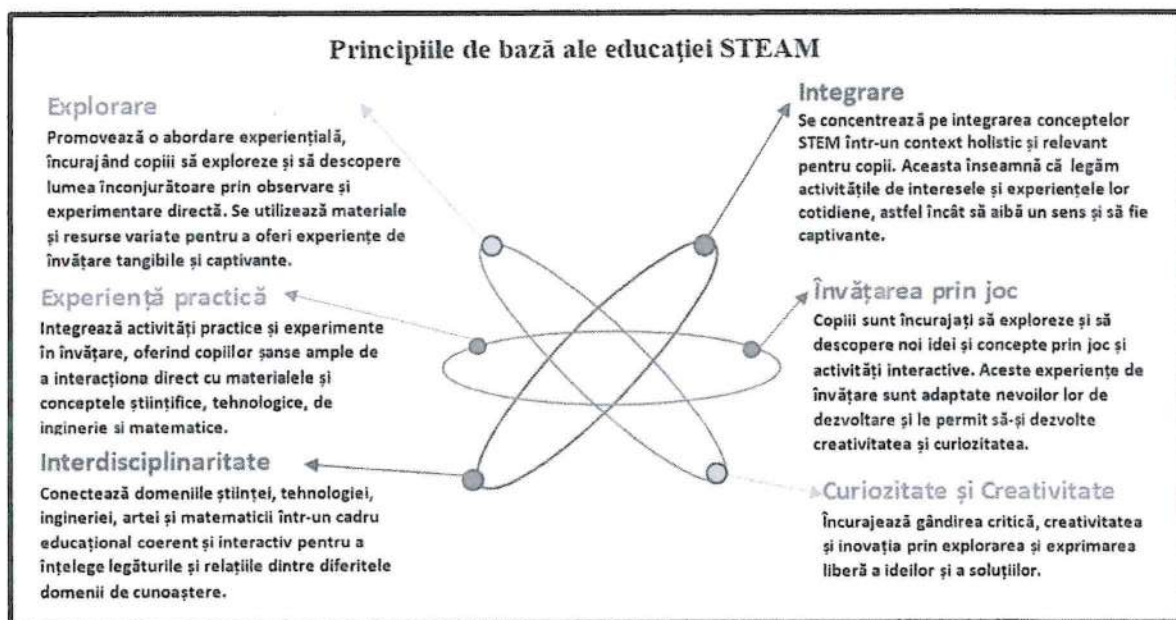 Principiile de bază ale educației STEAM
Explorare
Promovează o abordare experiențială,
încurajând copiii să exploreze și să descopere
lumea înconjurătoare prin observare și
experimentare directă. Se utilizează materiale
și resurse variate pentru a oferi experiențe de
învățare tangibile și captivante.
Experiență practică
Integrează activități practice și experimente
în învățare, oferind copiilor șanse ample de
a interacționa direct cu materialele și
conceptele științifice, tehnologice, de
inginerie si matematice.
Interdisciplinaritate
Conectează domeniile științei, tehnologiei,
ingineriei, artei și matematicii într-un cadru
educațional coerent și interactiv pentru a
înțelege legăturile și relațiile dintre diferitele
domenii de cunoaștere.
Integrare
Se concentrează pe integrarea conceptelor
STEM într-un context holistic și relevant
pentru copii. Aceasta înseamnă că legăm
activitățile de interesele și experiențele lor
cotidiene, astfel încât să aibă un sens și să fie
captivante.
Învățarea prin joc
Copiii sunt încurajați să exploreze și să
descopere noi idei și concepte prin joc și
activități interactive. Aceste experiențe de
învățare sunt adaptate nevoilor lor de
dezvoltare și le permit să-și dezvolte
creativitatea și curiozitatea.
Curiozitate și Creativitate
Încurajează gândirea critică, creativitatea
și inovația prin explorarea și exprimarea
liberă a ideilor și a soluțiilor.